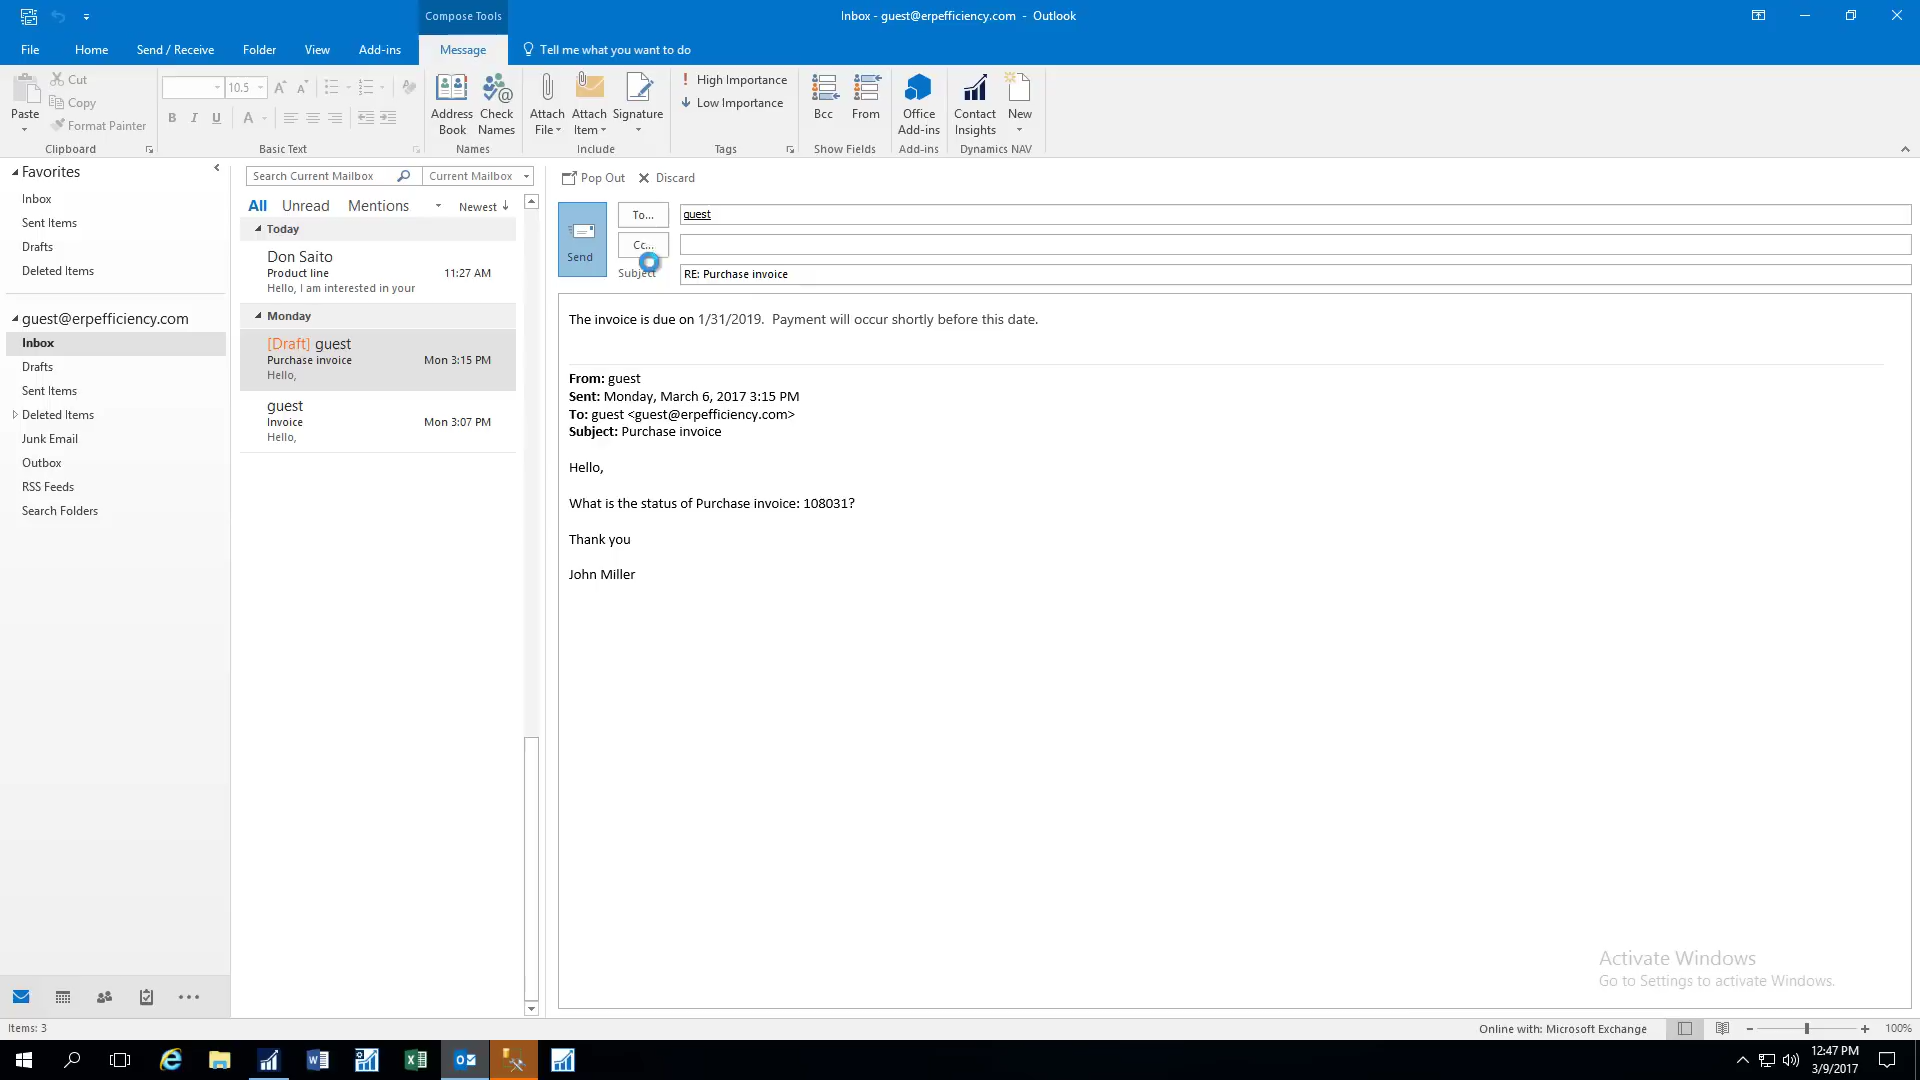 Compose Tools
Inbox - guest@erpefficiency.com - Outlook
File Home Send / Receive Folder View Add-ins Message Tell me what you want to do
Paste
Cut
Copy
Format Painter
Clipboard
10.5
B I U A
Basic Text
Address Book
Check Names
Names
Attach File
Attach Item
Signature
Include
High Importance
Low Importance
Tags
Bcc
From
Show Fields
Office Add-ins
Add-ins
Contact Insights
New
Dynamics NAV
Favorites
Inbox
Sent Items
Drafts
Deleted Items
guest@erpefficiency.com
Inbox
Drafts
Sent Items
Deleted Items
Junk Email
Outbox
RSS Feeds
Search Folders
Search Current Mailbox
Current Mailbox
All Unread Mentions Newest
Today
Don Saito
Product line 11:27 AM
Hello, I am interested in your
Monday
[Draft] guest
Purchase invoice Mon 3:15 PM
Hello,
guest
Invoice Mon 3:07 PM
Hello,
Pop Out Discard
Send
To... guest
Cc...
Subject RE: Purchase invoice
The invoice is due on 1/31/2019. Payment will occur shortly before this date.
From: guest
Sent: Monday, March 6, 2017 3:15 PM
To: guest <guest@erpefficiency.com>
Subject: Purchase invoice
Hello,
What is the status of Purchase invoice: 108031?
Thank you
John Miller
Activate Windows
Go to Settings to activate Windows.
Items: 3
Online with: Microsoft Exchange
100%
12:47 PM
3/9/2017